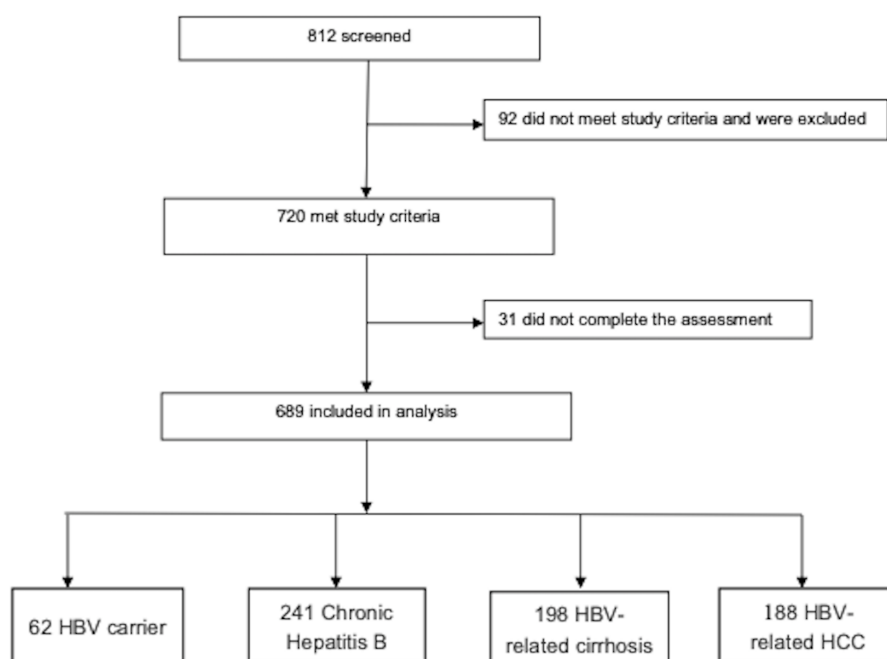 812 screened
92 did not meet study criteria and were excluded
720 met study criteria
31 did not complete the assessment
689 included in analysis
62 HBV carrier
241 Chronic
Hepatitis B
198 HBV-
related cirrhosis
188 HBV-
related HCC